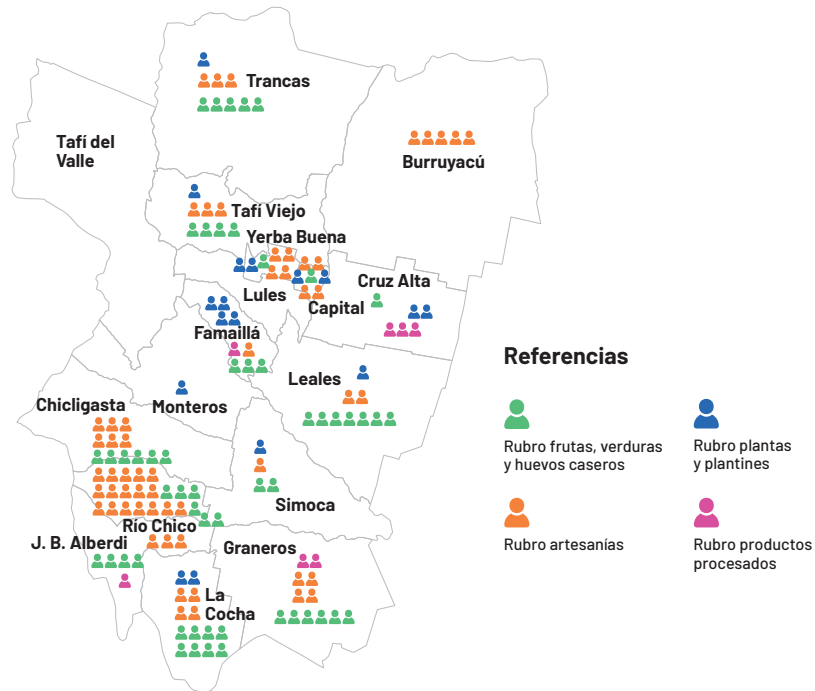 Trancas
Tafí del
Valle
Burruyacú
Tafí Viejo
Yerba Buena
Cruz Alta
Lules
Capital
Famaillá
Leales
Chicligasta
Monteros
Simoca
Río Chico
J. B. Alberdi
Graneros
La
Cocha
Referencias
Rubro frutas, verduras
y huevos caseros
Rubro plantas
y plantines
Rubro artesanías
Rubro productos
procesados